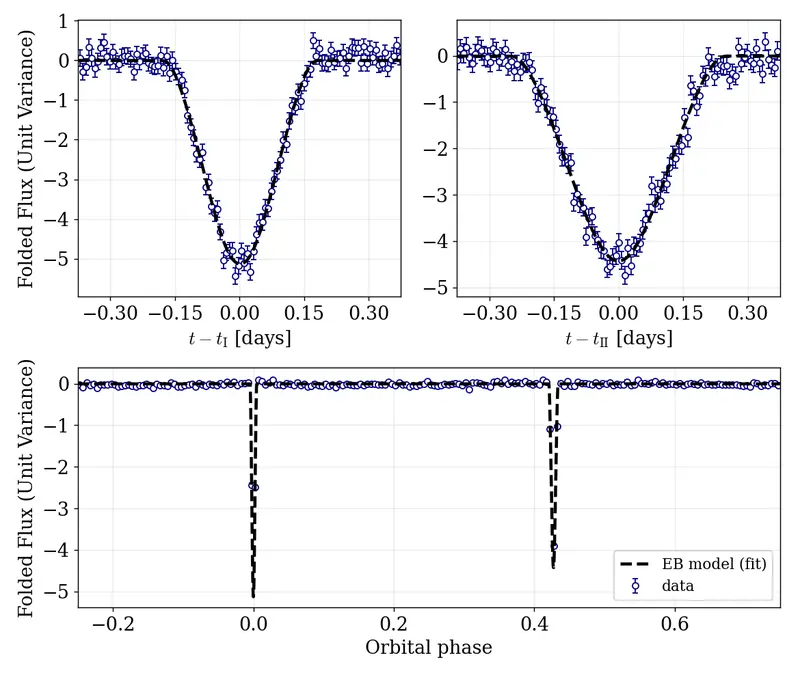 Folded Flux (Unit Variance)
1
0
−1
−2
−3
−4
−5
−0.30 −0.15 0.00 0.15 0.30
t − tI [days]
0
−1
−2
−3
−4
−5
−0.30 −0.15 0.00 0.15 0.30
t − tII [days]
Folded Flux (Unit Variance)
0
−1
−2
−3
−4
−5
−0.2 0.0 0.2 0.4 0.6
Orbital phase
EB model (fit)
data